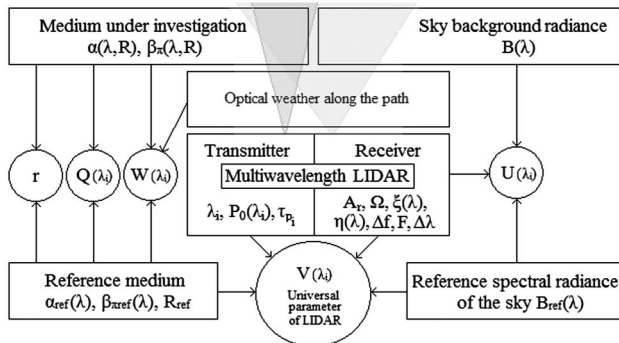 Medium under investigation
α(λ,R), βπ(λ,R)
Sky background radiance
B(λ)
Optical weather along the path
Transmitter
Receiver
Multiwavelength LIDAR
λi, P0(λi), τpi
Ar, Ω, ξ(λ),
η(λ), Δf, F, Δλ
r
Q(λi)
W(λi)
U(λi)
Reference medium
αref(λ), βπref(λ), Rref
V(λi)
Universal
parameter
of LIDAR
Reference spectral radiance
of the sky Bref(λ)